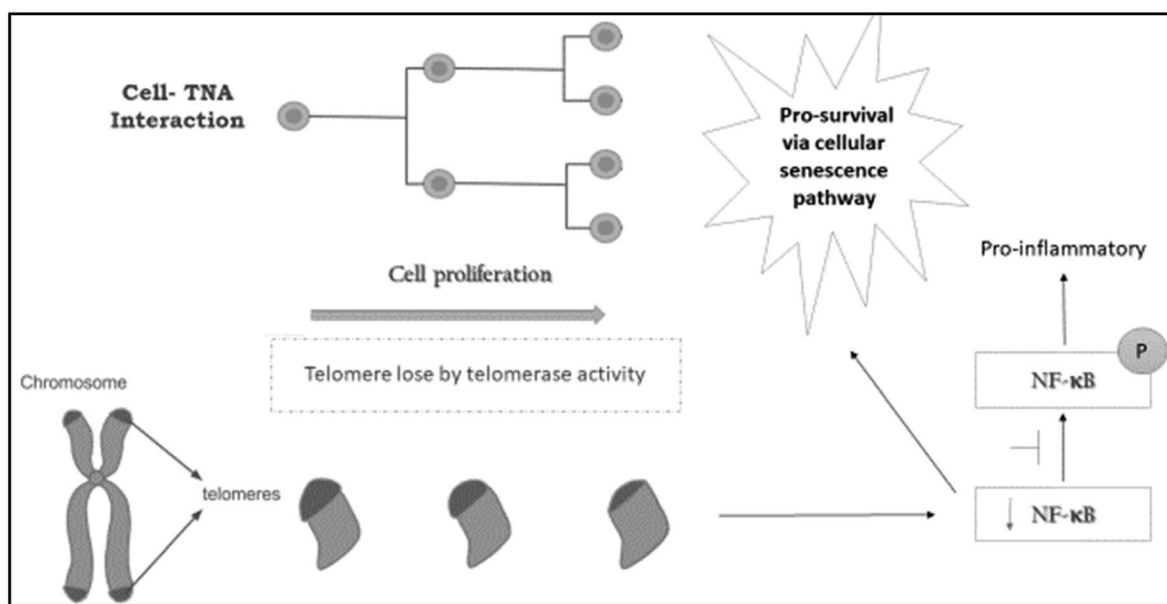 Cell- TNA
Interaction
Pro-survival
via cellular
senescence
pathway
Cell proliferation
Pro-inflammatory
P
NF-κB
Telomere lose by telomerase activity
Chromosome
telomeres
↓ NF-κB